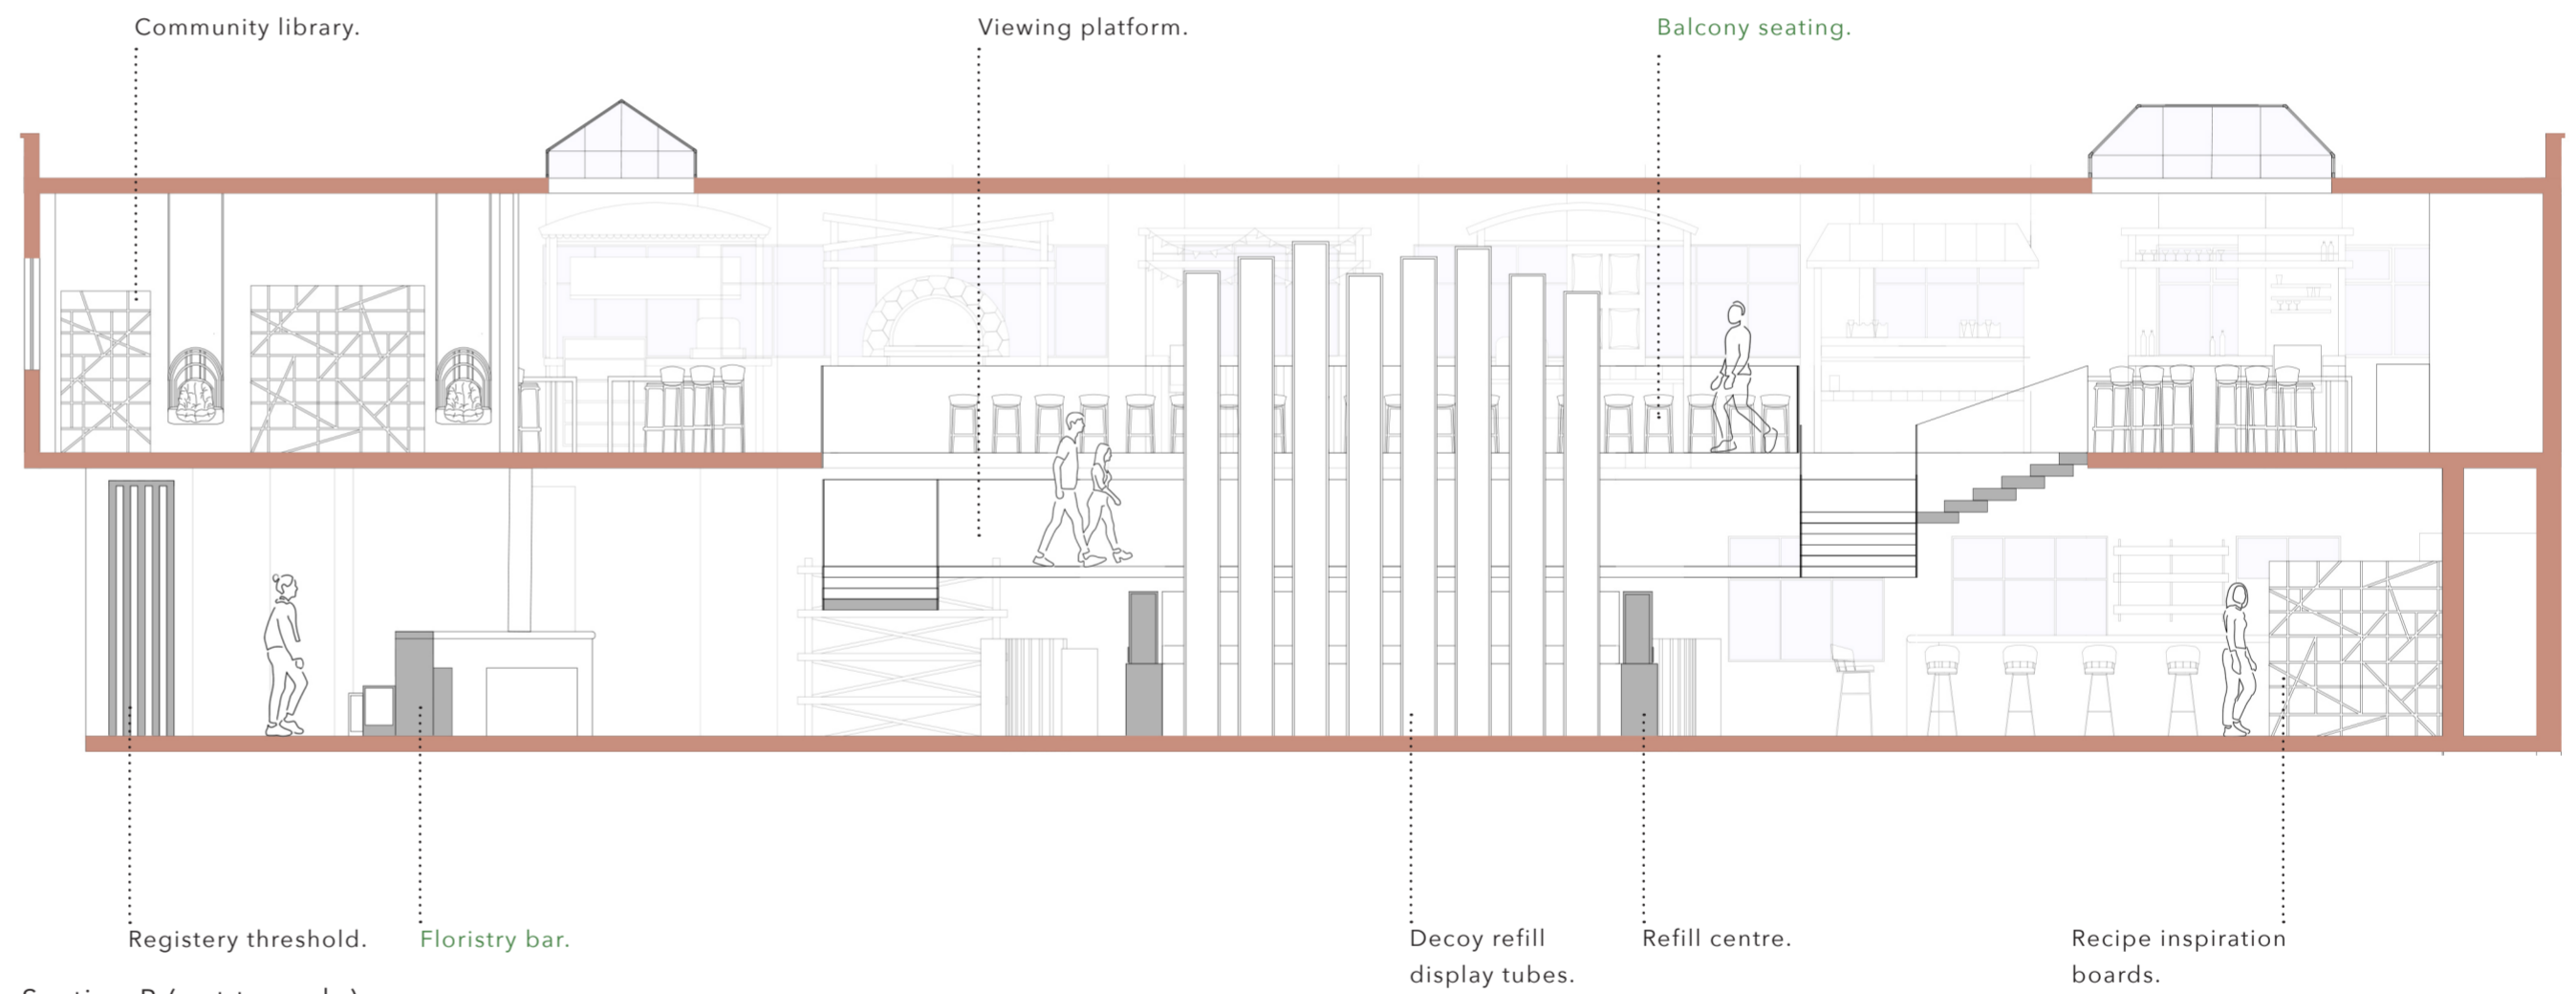 Community library.
Viewing platform.
Balcony seating.
Registery threshold.
Floristry bar.
Decoy refill
display tubes.
Refill centre.
Recipe inspiration
boards.